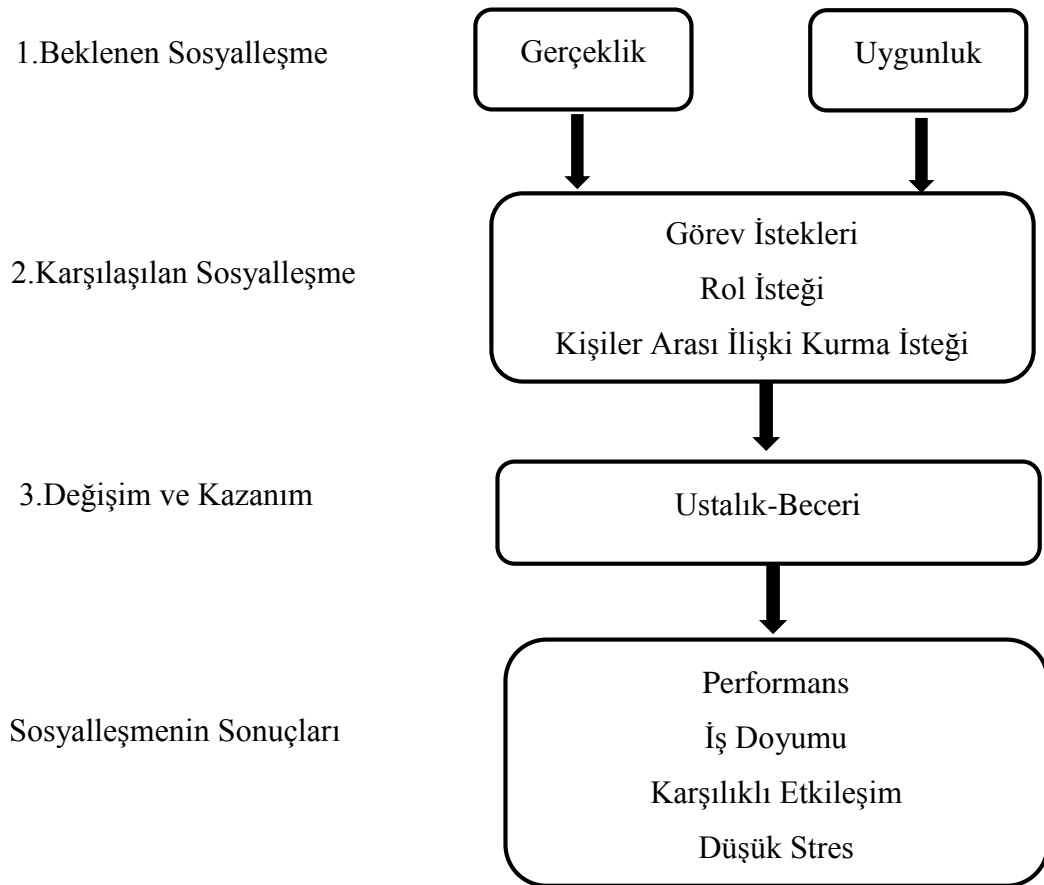 1.Beklenen Sosyalleşme
Gerçeklik
Uygunluk
2.Karşılaşılan Sosyalleşme
Görev İstekleri
Rol İsteği
Kişiler Arası İlişki Kurma İsteği
3.Değişim ve Kazanım
Ustalık-Beceri
Sosyalleşmenin Sonuçları
Performans
İş Doyumu
Karşılıklı Etkileşim
Düşük Stres